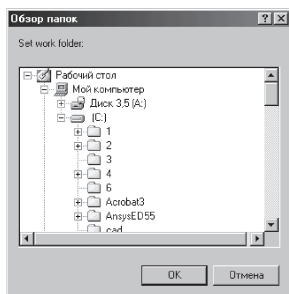 Обзор папок
Set work folder:
Рабочий стол
Мой компьютер
Диск 3,5 (A:)
(C:)
1
2
3
4
6
Acrobat3
AnsysED55
cad
OK
Отмена